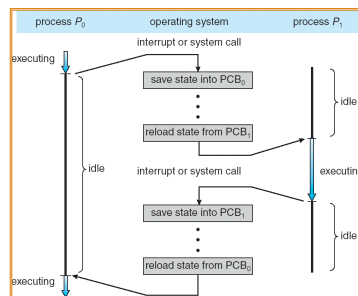 process P0 operating system process P1
interrupt or system call
executing
save state into PCB0
idle
reload state from PCB1
idle
interrupt or system call
executin
save state into PCB1
idle
reload state from PCB0
executing